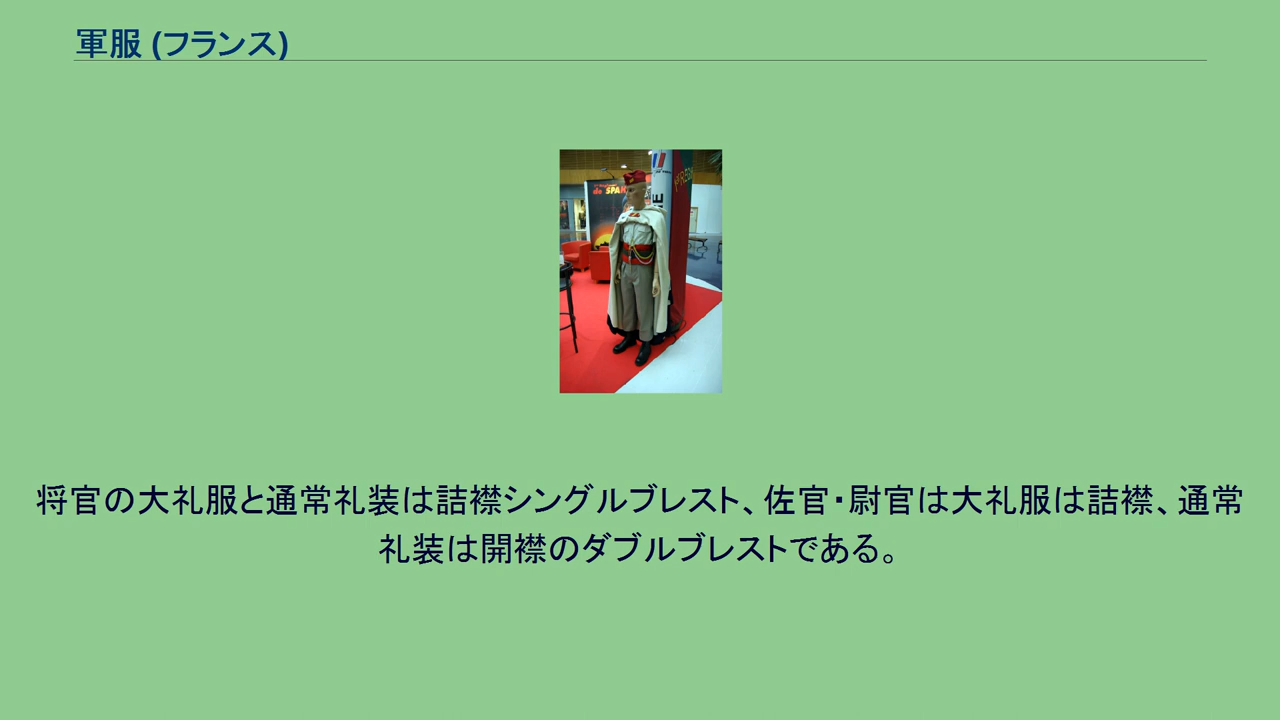 軍服 (フランス)
de SPAH
将官の大礼服と通常礼装は詰襟シングルブレスト、佐官・尉官は大礼服は詰襟、通常
礼装は開襟のダブルブレストである。